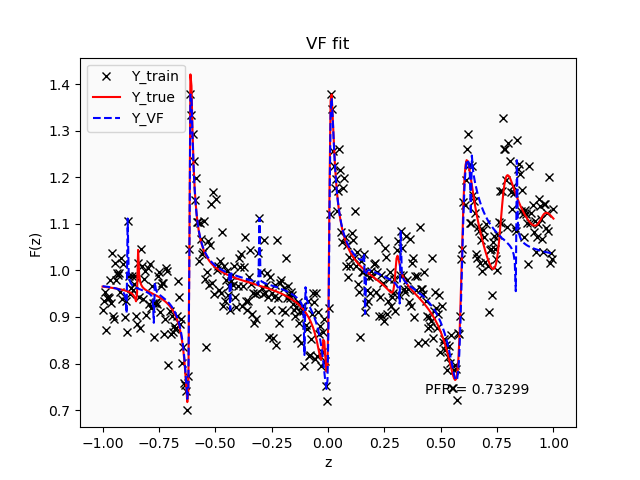 VF fit
Y_train
Y_true
Y_VF
1.4
1.3
1.2
1.1
1.0
0.9
0.8
0.7
F(z)
PFR = 0.73299
−1.00 −0.75 −0.50 −0.25 0.00 0.25 0.50 0.75 1.00
z